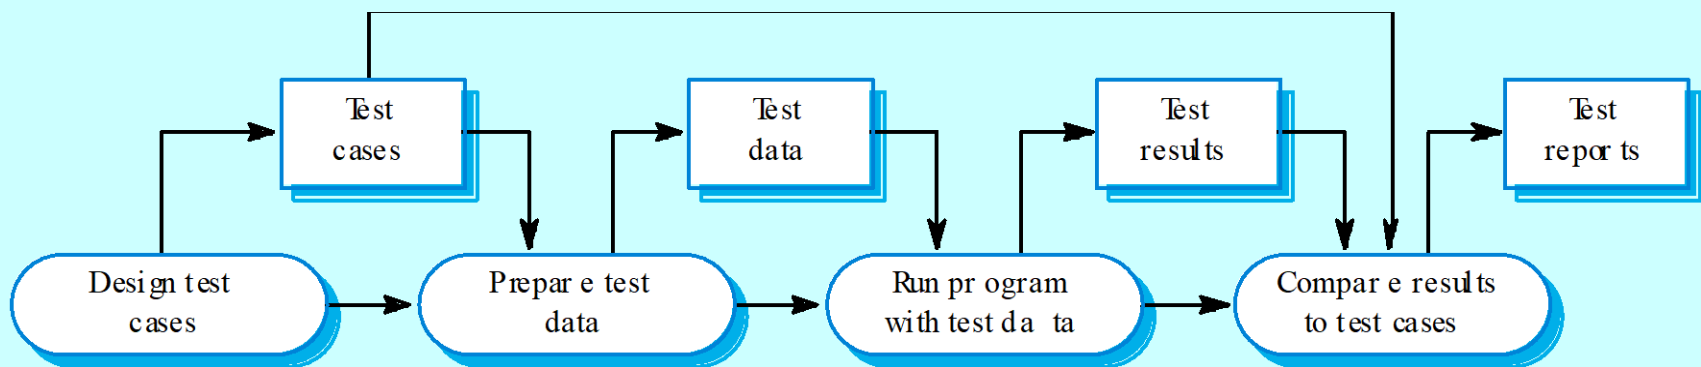 Test
cases
Test
data
Test
results
Test
reports
Design test
cases
Prepare test
data
Run program
with test data
Compare results
to test cases